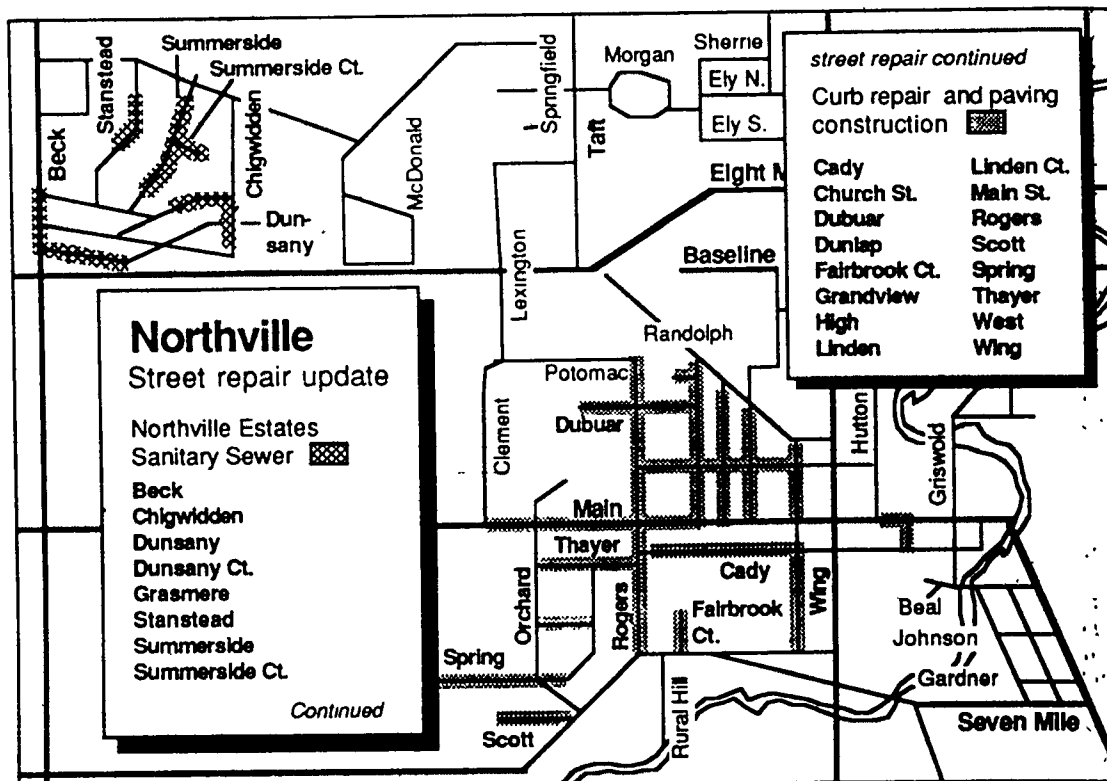 Summerside
Summerside Ct.
Stanstead
Beck
Chigwidden
Dun-
sany
McDonald
Springfield
Taft
Morgan
Sherrie
Ely N.
Ely S.
Eight M
Baseline
Lexington
Randolph
Potomac
Dubuar
Clement
Main
Thayer
Orchard
Rogers
Cady
Fairbrook
Ct.
Wing
Hutton
Griswold
Beal
Johnson
Gardner
Seven Mile
Rural Hill
Spring
Scott
Northville
Street repair update
Northville Estates
Sanitary Sewer
Beck
Chigwidden
Dunsany
Dunsany Ct.
Grasmere
Stanstead
Summerside
Summerside Ct.
Continued
street repair continued
Curb repair and paving
construction
Cady
Church St.
Dubuar
Dunlap
Fairbrook Ct.
Grandview
High
Linden
Linden Ct.
Main St.
Rogers
Scott
Spring
Thayer
West
Wing